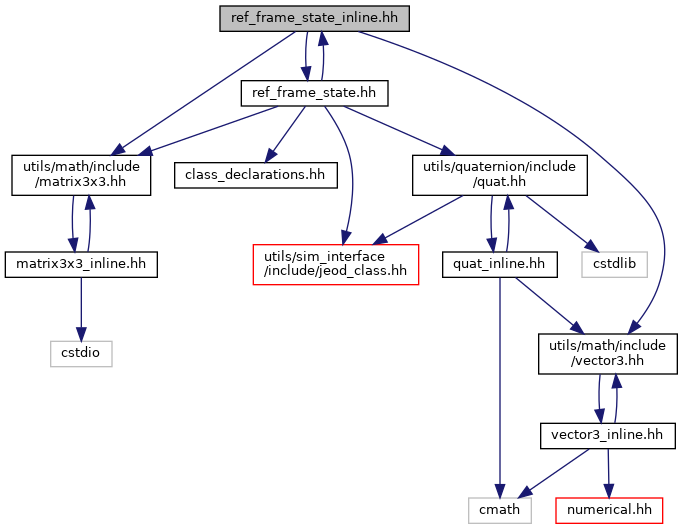 ref_frame_state_inline.hh
ref_frame_state.hh
utils/math/include
/matrix3x3.hh
class_declarations.hh
utils/quaternion/include
/quat.hh
matrix3x3_inline.hh
utils/sim_interface
/include/jeod_class.hh
quat_inline.hh
cstdlib
cstdio
utils/math/include
/vector3.hh
vector3_inline.hh
cmath
numerical.hh